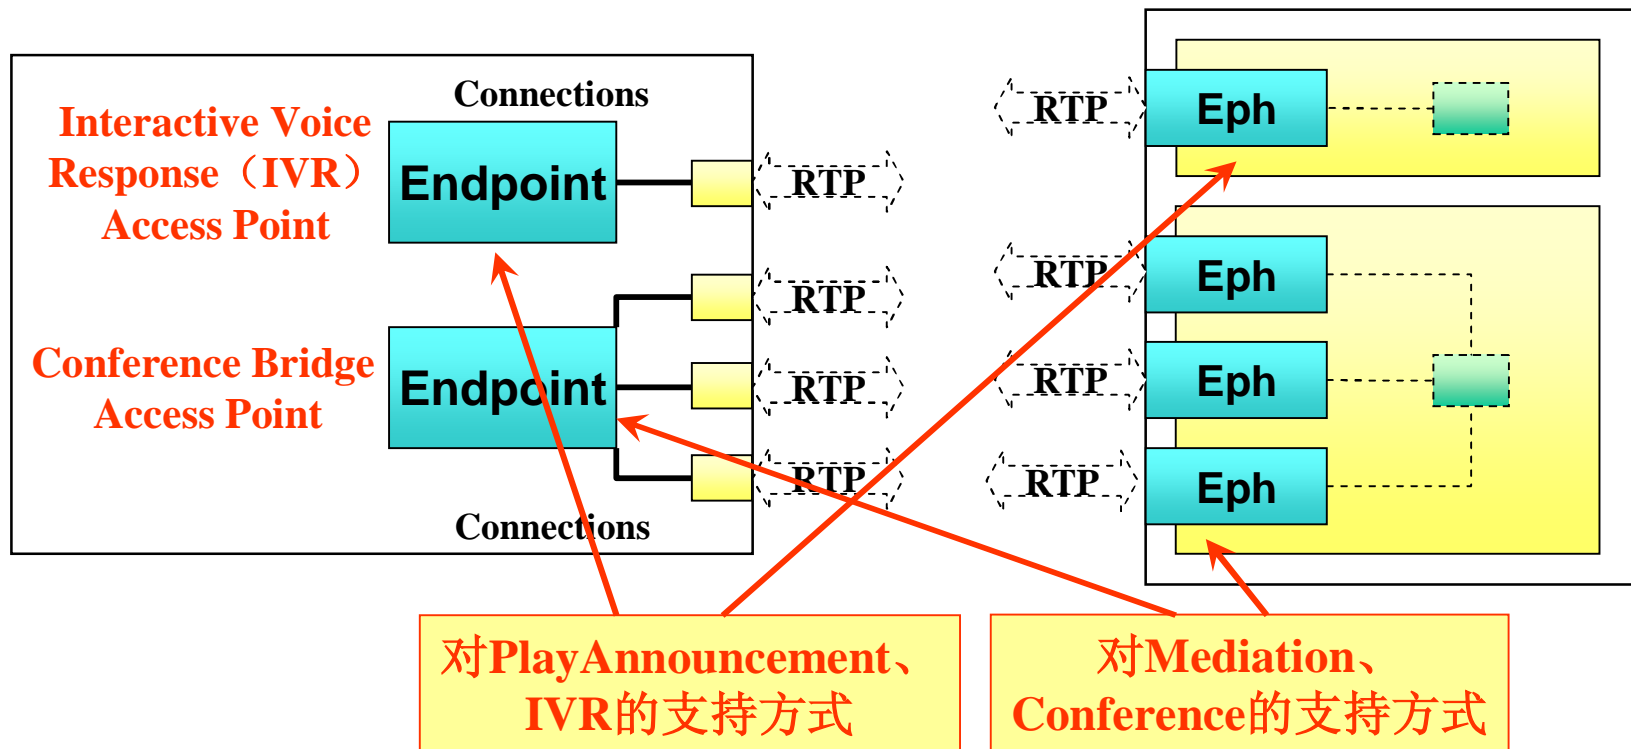 Connections
Interactive Voice
Response（IVR）
Access Point
Endpoint
RTP
RTP
Conference Bridge
Access Point
Endpoint
RTP
RTP
Connections
RTP
Eph
RTP
Eph
RTP
Eph
RTP
Eph
对PlayAnnouncement、
IVR的支持方式
对Mediation、
Conference的支持方式